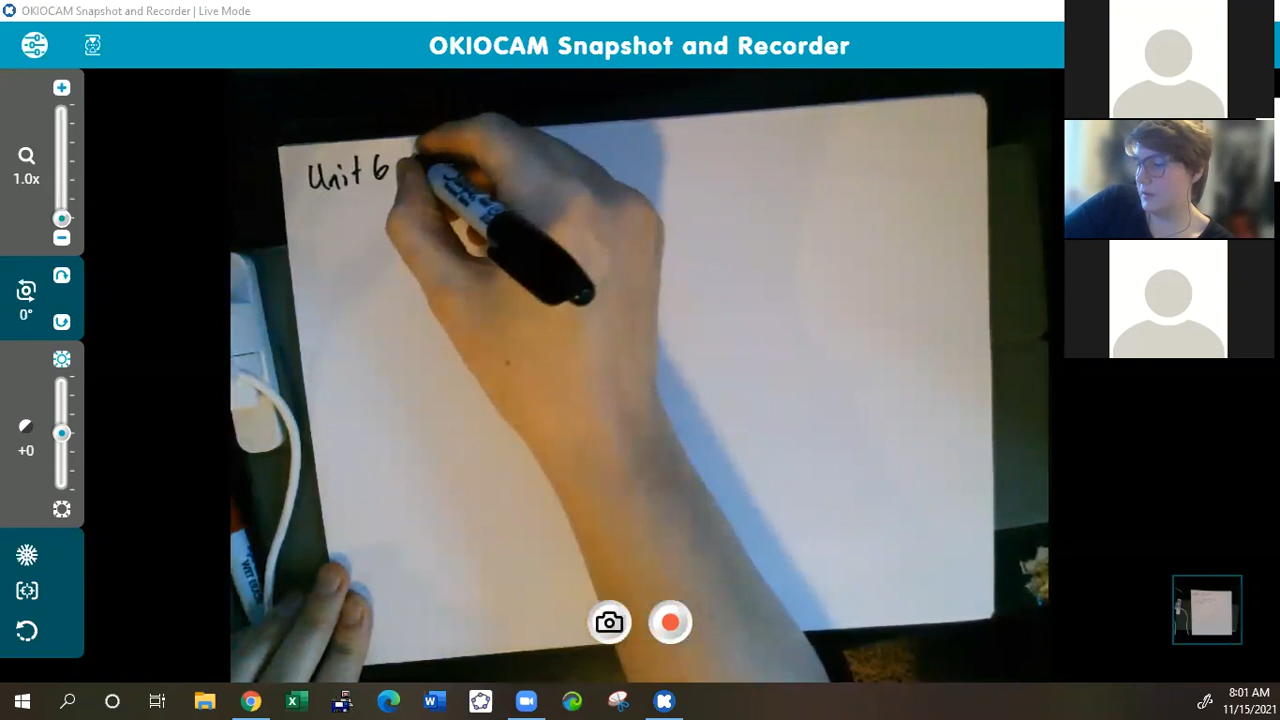 OKIOCAM Snapshot and Recorder | Live Mode
OKIOCAM Snapshot and Recorder
1.0x
0°
+0
Unit 6
8:01 AM
11/15/2021